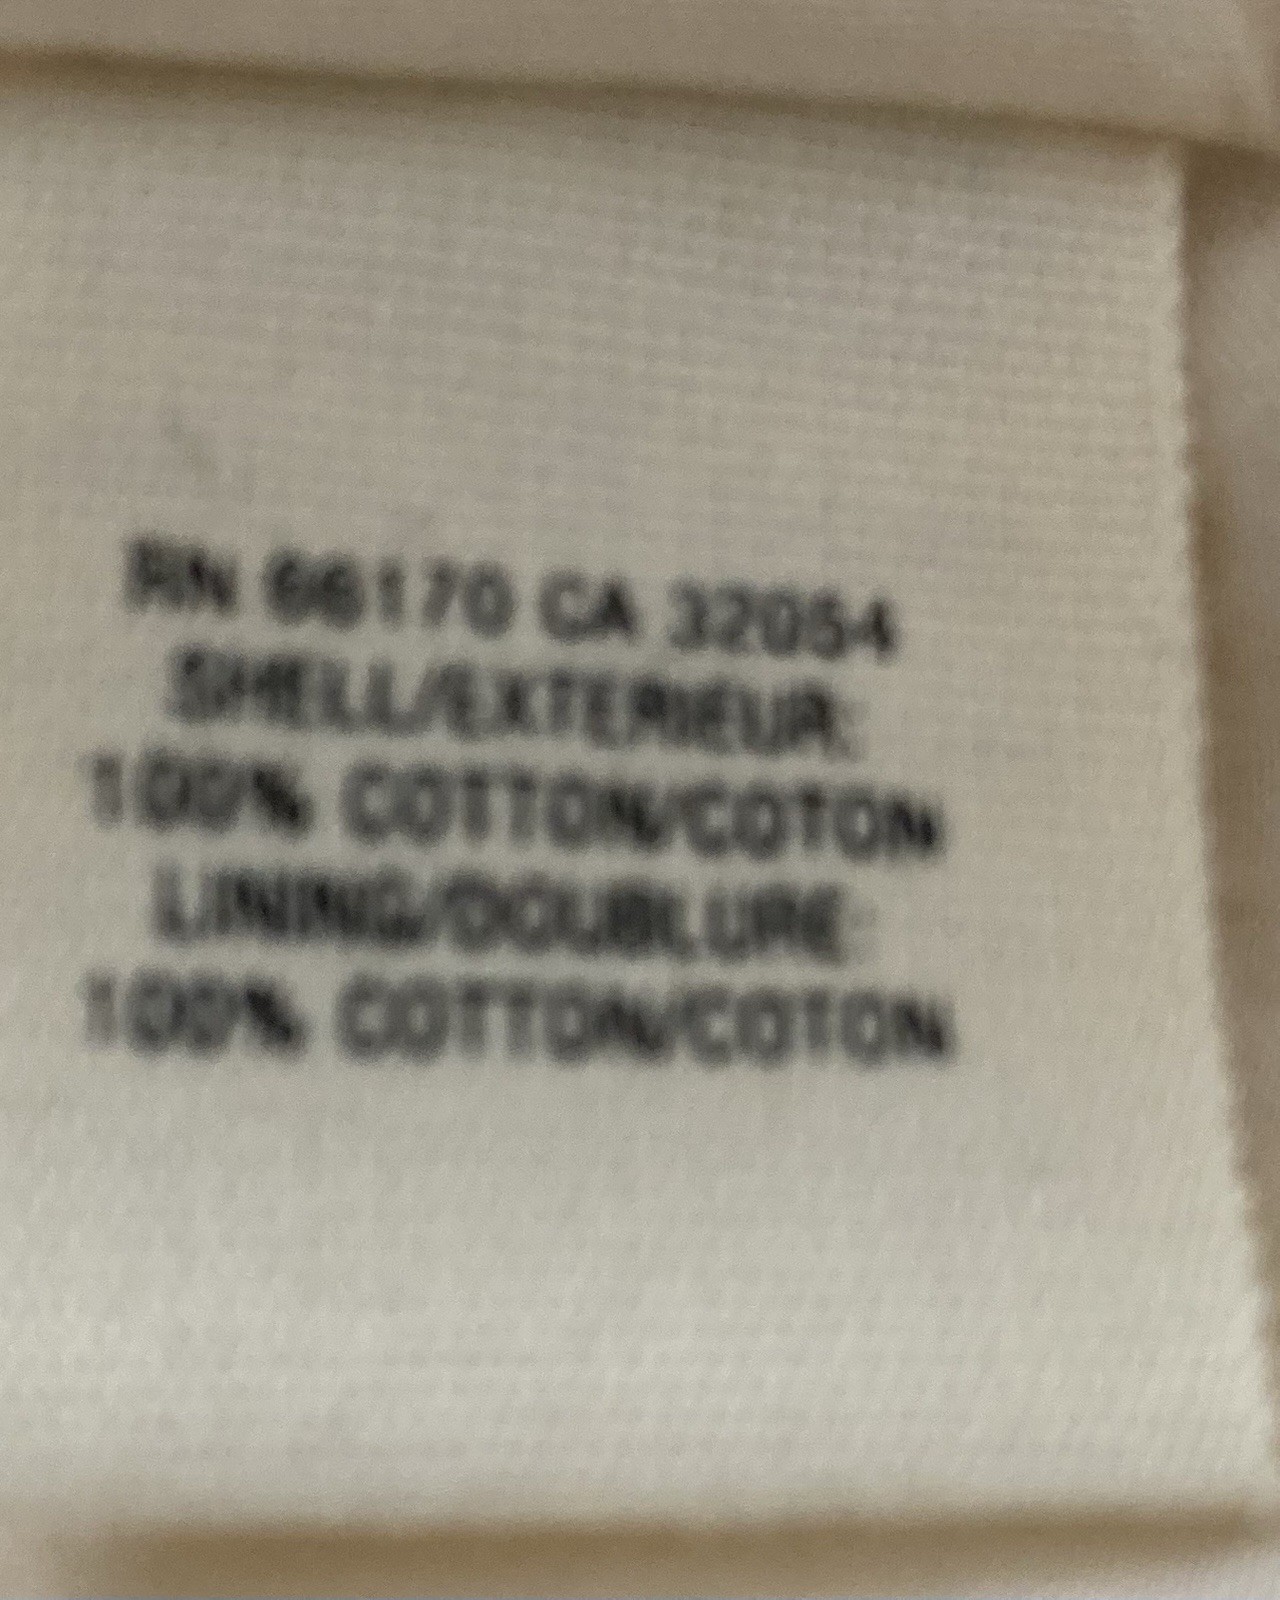 RN 66170 CA 32054
SHELL/EXTERIEUR:
100% COTTON/COTON
LINING/DOUBLURE:
100% COTTON/COTON